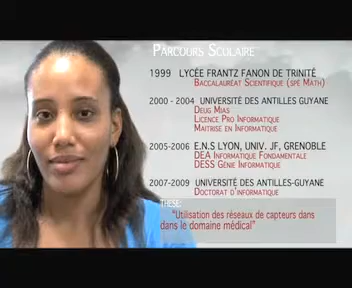 PARCOURS SCOLAIRE
1999 LYCÉE FRANTZ FANON DE TRINITÉ
BACCALAURÉAT SCIENTIFIQUE (SPÉ MATH)
2000 - 2004 UNIVERSITÉ DES ANTILLES GUYANE
DEUG MIAS
LICENCE PRO INFORMATIQUE
MAITRISE EN INFORMATIQUE
2005-2006 E.N.S LYON, UNIV. JF, GRENOBLE
DEA INFORMATIQUE FONDAMENTALE
DESS GÉNIE INFORMATIQUE
2007-2009 UNIVERSITÉ DES ANTILLES-GUYANE
DOCTORAT D'INFORMATIQUE
THESE:
"Utilisation des réseaux de capteurs dans
dans le domaine médical"